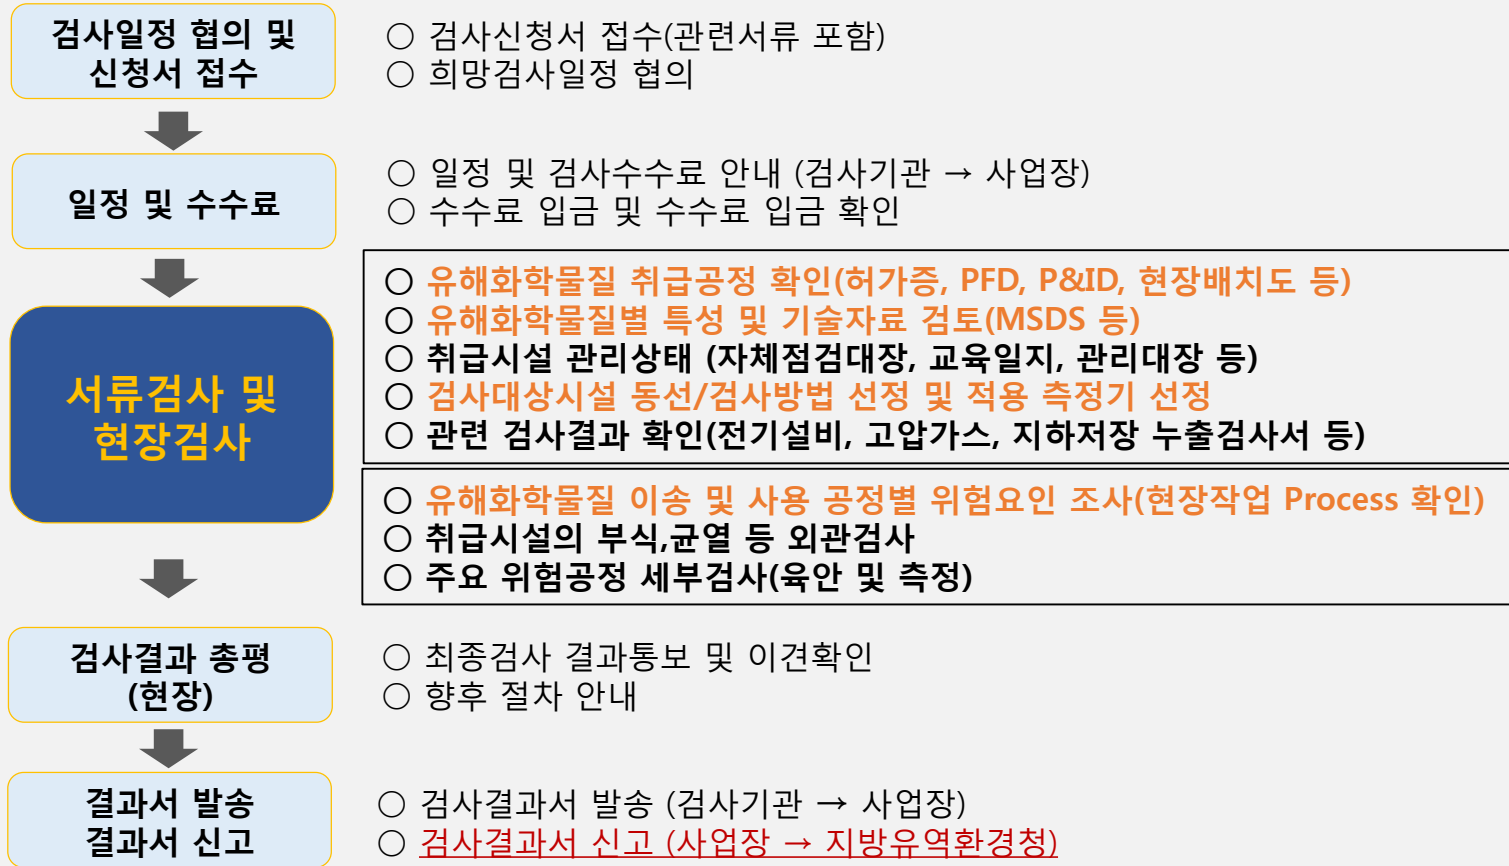 검사일정 협의 및
신청서 접수
○ 검사신청서 접수(관련서류 포함)
○ 희망검사일정 협의
일정 및 수수료
○ 일정 및 검사수수료 안내 (검사기관 → 사업장)
○ 수수료 입금 및 수수료 입금 확인
서류검사 및
현장검사
○ 유해화학물질 취급공정 확인(허가증, PFD, P&ID, 현장배치도 등)
○ 유해화학물질별 특성 및 기술자료 검토(MSDS 등)
○ 취급시설 관리상태 (자체점검대장, 교육일지, 관리대장 등)
○ 검사대상시설 동선/검사방법 선정 및 적용 측정기 선정
○ 관련 검사결과 확인(전기설비, 고압가스, 지하저장 누출검사서 등)
○ 유해화학물질 이송 및 사용 공정별 위험요인 조사(현장작업 Process 확인)
○ 취급시설의 부식,균열 등 외관검사
○ 주요 위험공정 세부검사(육안 및 측정)
검사결과 총평
(현장)
○ 최종검사 결과통보 및 이견확인
○ 향후 절차 안내
결과서 발송
결과서 신고
○ 검사결과서 발송 (검사기관 → 사업장)
○ 검사결과서 신고 (사업장 → 지방유역환경청)